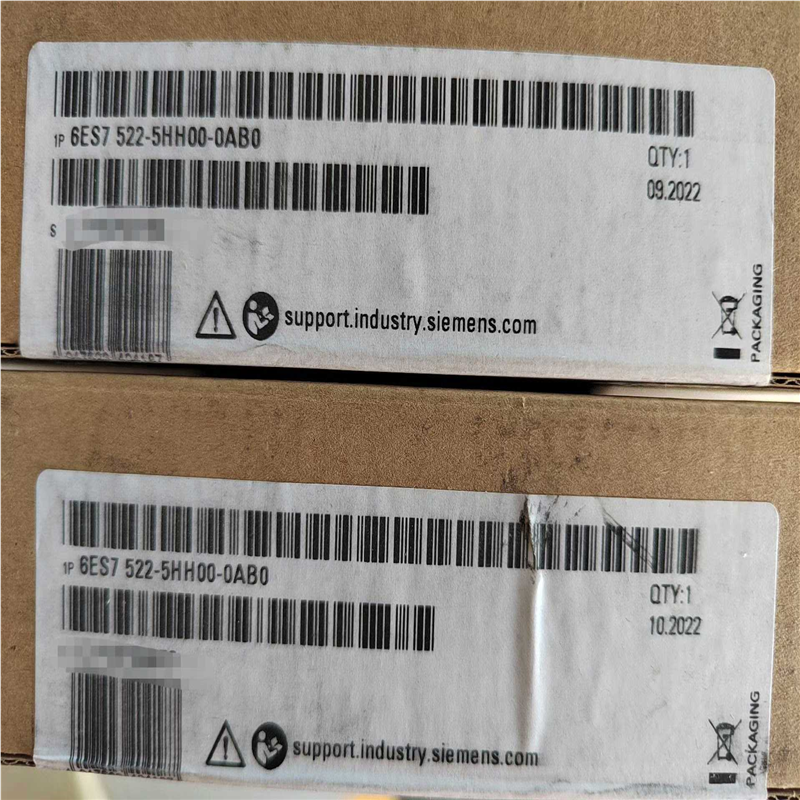 1P 6ES7 522-5HH00-0AB0
QTY:1
09.2022
S
support.industry.siemens.com
PACKAGING
1P 6ES7 522-5HH00-0AB0
QTY:1
10.2022
support.industry.siemens.com
PACKAGING